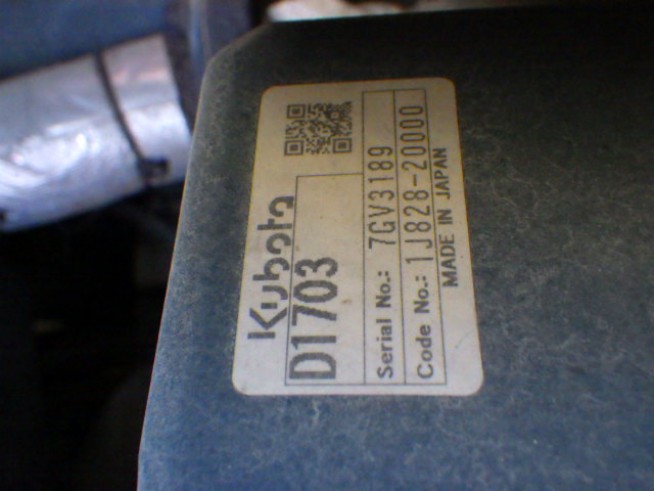 Kubota
D1703
Serial No.: 7GV3189
Code No.: 1J828-20000
MADE IN JAPAN